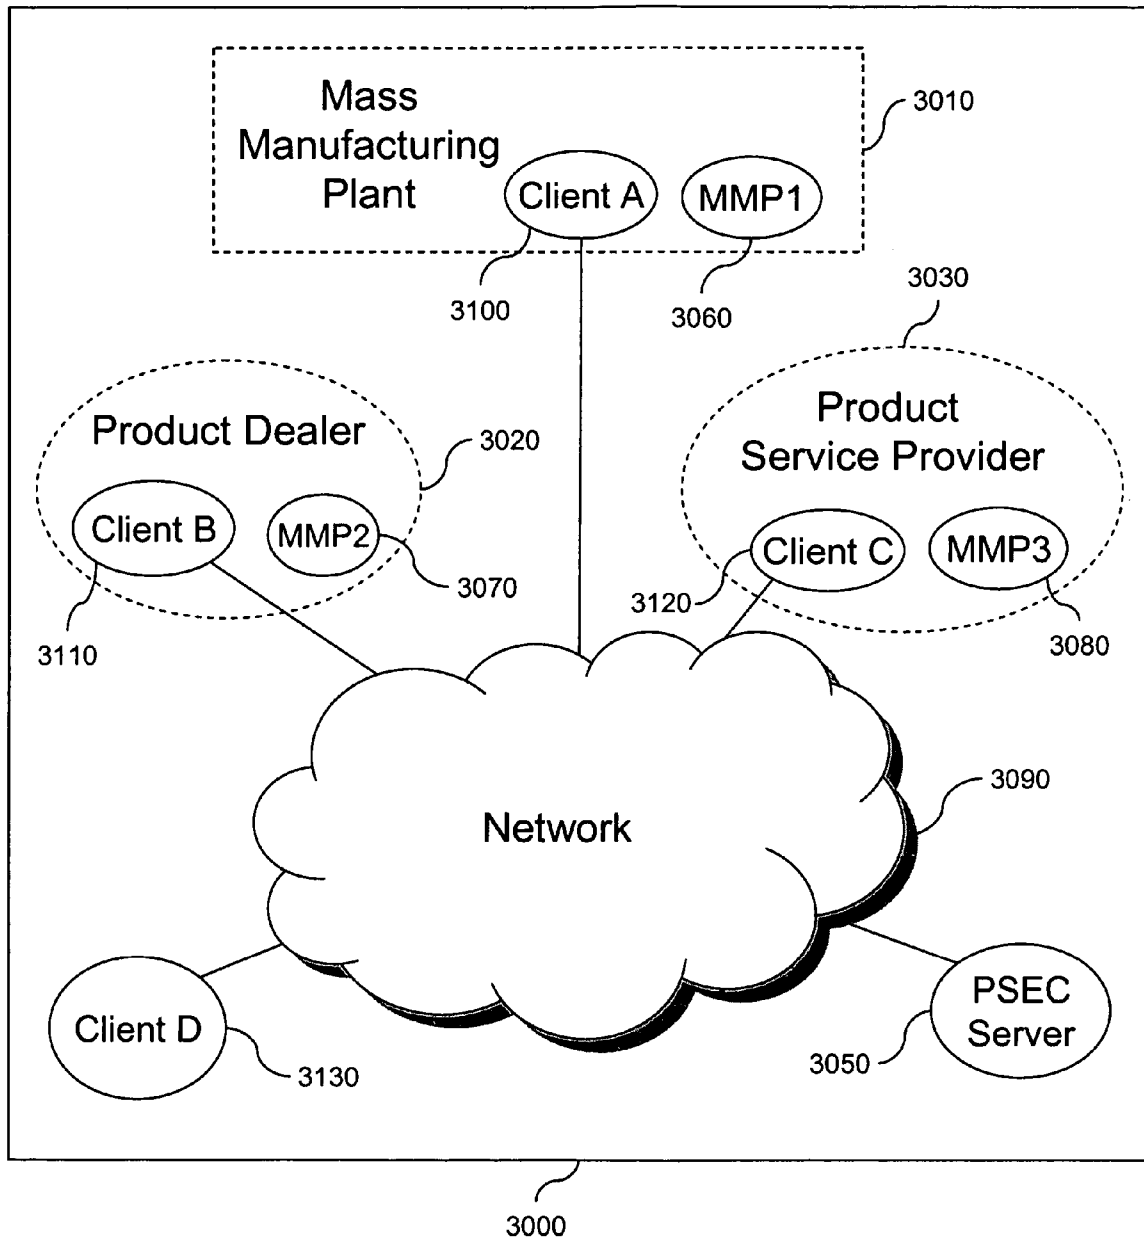 Mass
Manufacturing
Plant
3010
Client A
MMP1
3100
3060
3030
Product Dealer
3020
Product
Service Provider
Client B
MMP2
3070
Client C
MMP3
3120
3110
3080
3090
Network
Client D
3130
PSEC
Server
3050
3000